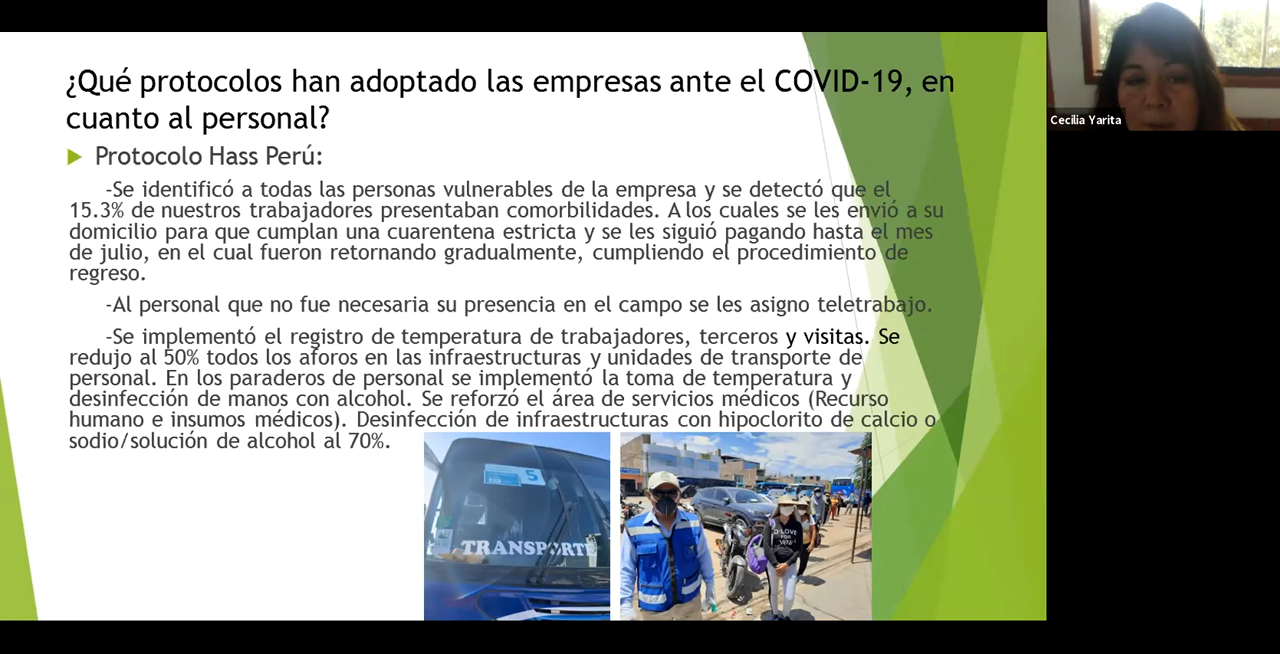 ¿Qué protocolos han adoptado las empresas ante el COVID-19, en
cuanto al personal?
Protocolo Hass Perú:
-Se identificó a todas las personas vulnerables de la empresa y se detectó que el
15.3% de nuestros trabajadores presentaban comorbilidades. A los cuales se les envió a su
domicilio para que cumplan una cuarentena estricta y se les siguió pagando hasta el mes
de julio, en el cual fueron retornando gradualmente, cumpliendo el procedimiento de
regreso.
-Al personal que no fue necesaria su presencia en el campo se les asigno teletrabajo.
-Se implementó el registro de temperatura de trabajadores, terceros y visitas. Se
redujo al 50% todos los aforos en las infraestructuras y unidades de transporte de
personal. En los paraderos de personal se implementó la toma de temperatura y
desinfección de manos con alcohol. Se reforzó el área de servicios médicos (Recurso
humano e insumos médicos). Desinfección de infraestructuras con hipoclorito de calcio o
sodio/solución de alcohol al 70%.
5
TRANSPORTE
LOVE
FOR
YOU
Cecilia Yarita